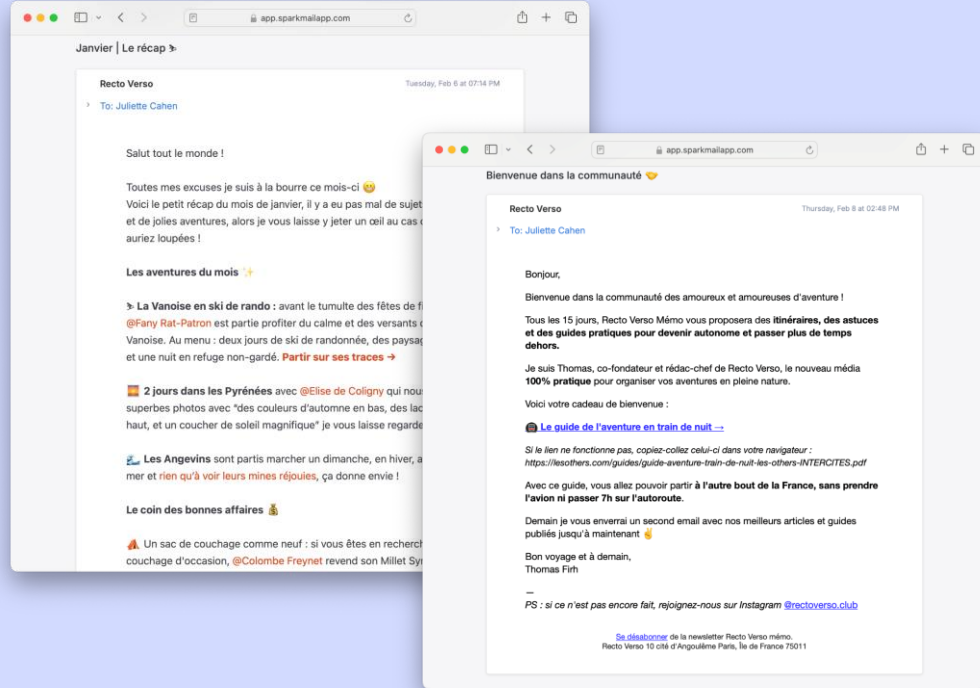 app.sparkmailapp.com
Janvier | Le récap ⛷
Recto Verso
Tuesday, Feb 6 at 07:14 PM
To: Juliette Cahen
Salut tout le monde !
Toutes mes excuses je suis à la bourre ce mois-ci 😬
Voici le petit récap du mois de janvier, il y a eu pas mal de sujet
et de jolies aventures, alors je vous laisse y jeter un œil au cas
auriez loupées !
Les aventures du mois ✨
⛷ La Vanoise en ski de rando : avant le tumulte des fêtes de
@Fany Rat-Patron est partie profiter du calme et des versants
Vanoise. Au menu : deux jours de ski de randonnée, des paysag
et une nuit en refuge non-gardé. Partir sur ses traces →
🌅 2 jours dans les Pyrénées avec @Elise de Coligny qui nou
superbes photos avec "des couleurs d'automne en bas, des lac
haut, et un coucher de soleil magnifique" je vous laisse regarde
🌊 Les Angevins sont partis marcher un dimanche, en hiver,
mer et rien qu'à voir leurs mines réjouies, ça donne envie !
Le coin des bonnes affaires 💰
⛺ Un sac de couchage comme neuf : si vous êtes en recherch
couchage d'occasion, @Colombe Freynet revend son Millet Syn
app.sparkmailapp.com
Bienvenue dans la communauté 🤝
Recto Verso
Thursday, Feb 8 at 02:48 PM
To: Juliette Cahen
Bonjour,
Bienvenue dans la communauté des amoureux et amoureuses d'aventure !
Tous les 15 jours, Recto Verso Mémo vous proposera des itinéraires, des astuces
et des guides pratiques pour devenir autonome et passer plus de temps
dehors.
Je suis Thomas, co-fondateur et rédac-chef de Recto Verso, le nouveau média
100% pratique pour organiser vos aventures en pleine nature.
Voici votre cadeau de bienvenue :
🚇 Le guide de l'aventure en train de nuit →
Si le lien ne fonctionne pas, copiez-collez celui-ci dans votre navigateur :
https://lesothers.com/guides/guide-aventure-train-de-nuit-les-others-INTERCITES.pdf
Avec ce guide, vous allez pouvoir partir à l'autre bout de la France, sans prendre
l'avion ni passer 7h sur l'autoroute.
Demain je vous enverrai un second email avec nos meilleurs articles et guides
publiés jusqu'à maintenant ✌
Bon voyage et à demain,
Thomas Firh
—
PS : si ce n'est pas encore fait, rejoignez-nous sur Instagram @rectoverso.club
Se désabonner de la newsletter Recto Verso mémo.
Recto Verso 10 cité d'Angoulême Paris, Île de France 75011